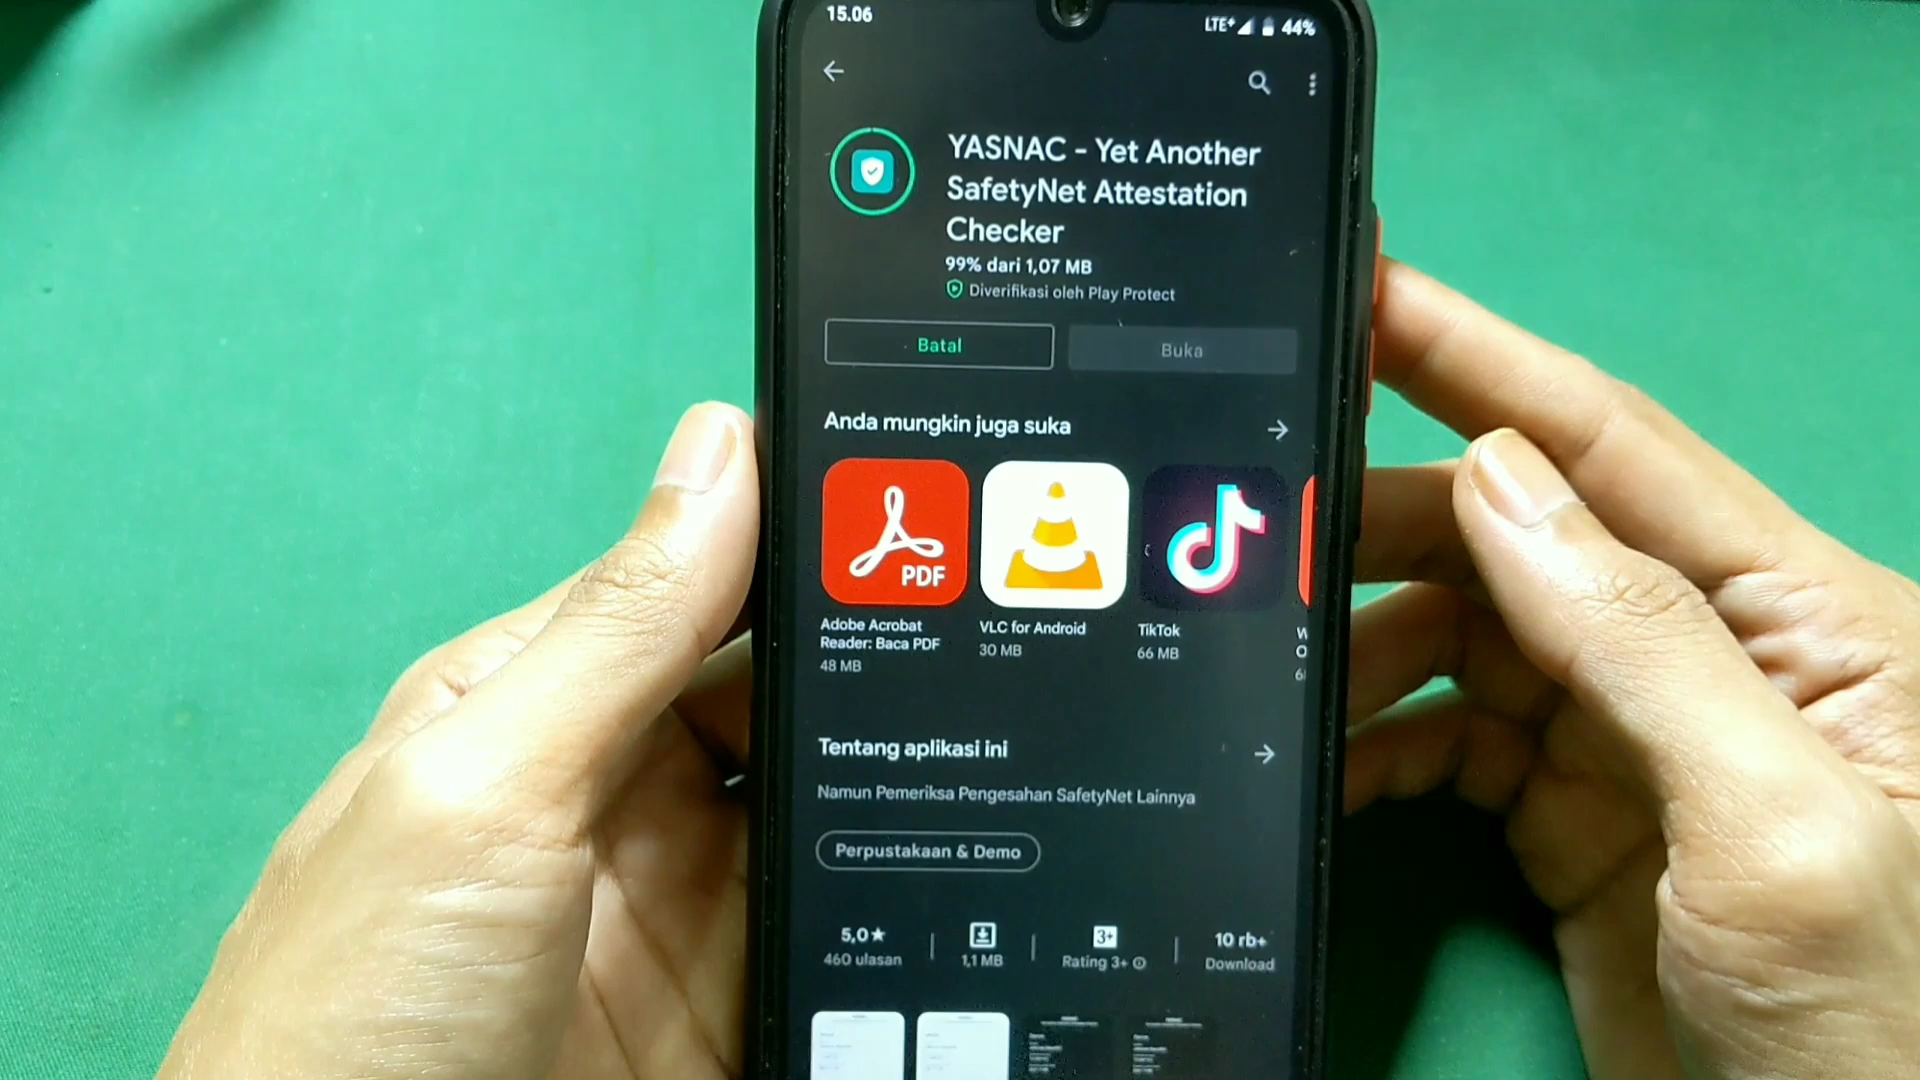 15.06
LTE+ 44%
YASNAC - Yet Another
SafetyNet Attestation
Checker
99% dari 1,07 MB
Diverifikasi oleh Play Protect
Batal
Buka
Anda mungkin juga suka
PDF
Adobe Acrobat
Reader: Baca PDF
48 MB
VLC for Android
30 MB
TikTok
66 MB
W
O
Tentang aplikasi ini
Namun Pemeriksa Pengesahan SafetyNet Lainnya
Perpustakaan & Demo
5,0★
460 ulasan
1,1 MB
3+
Rating 3+
10 rb+
Download